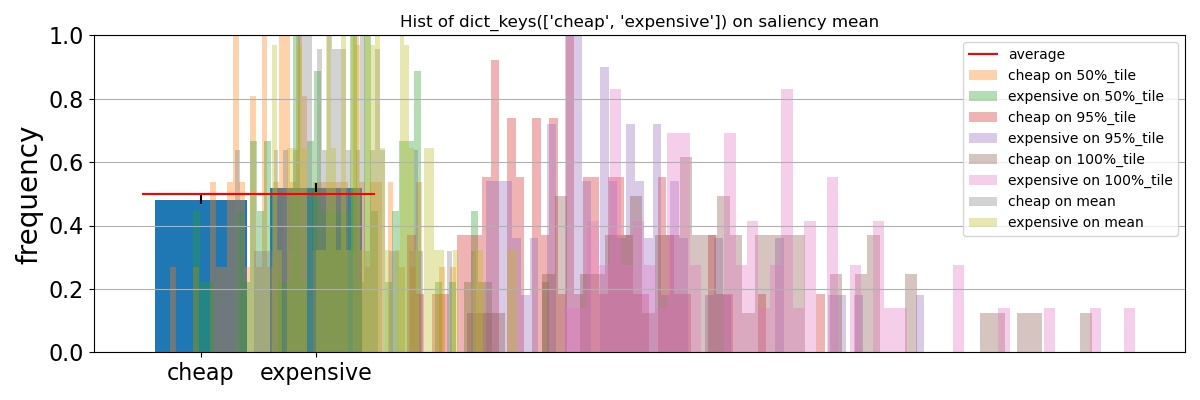 Hist of dict_keys(['cheap', 'expensive']) on saliency mean
frequency
1.0
0.8
0.6
0.4
0.2
0.0
cheap
expensive
average
cheap on 50%_tile
expensive on 50%_tile
cheap on 95%_tile
expensive on 95%_tile
cheap on 100%_tile
expensive on 100%_tile
cheap on mean
expensive on mean